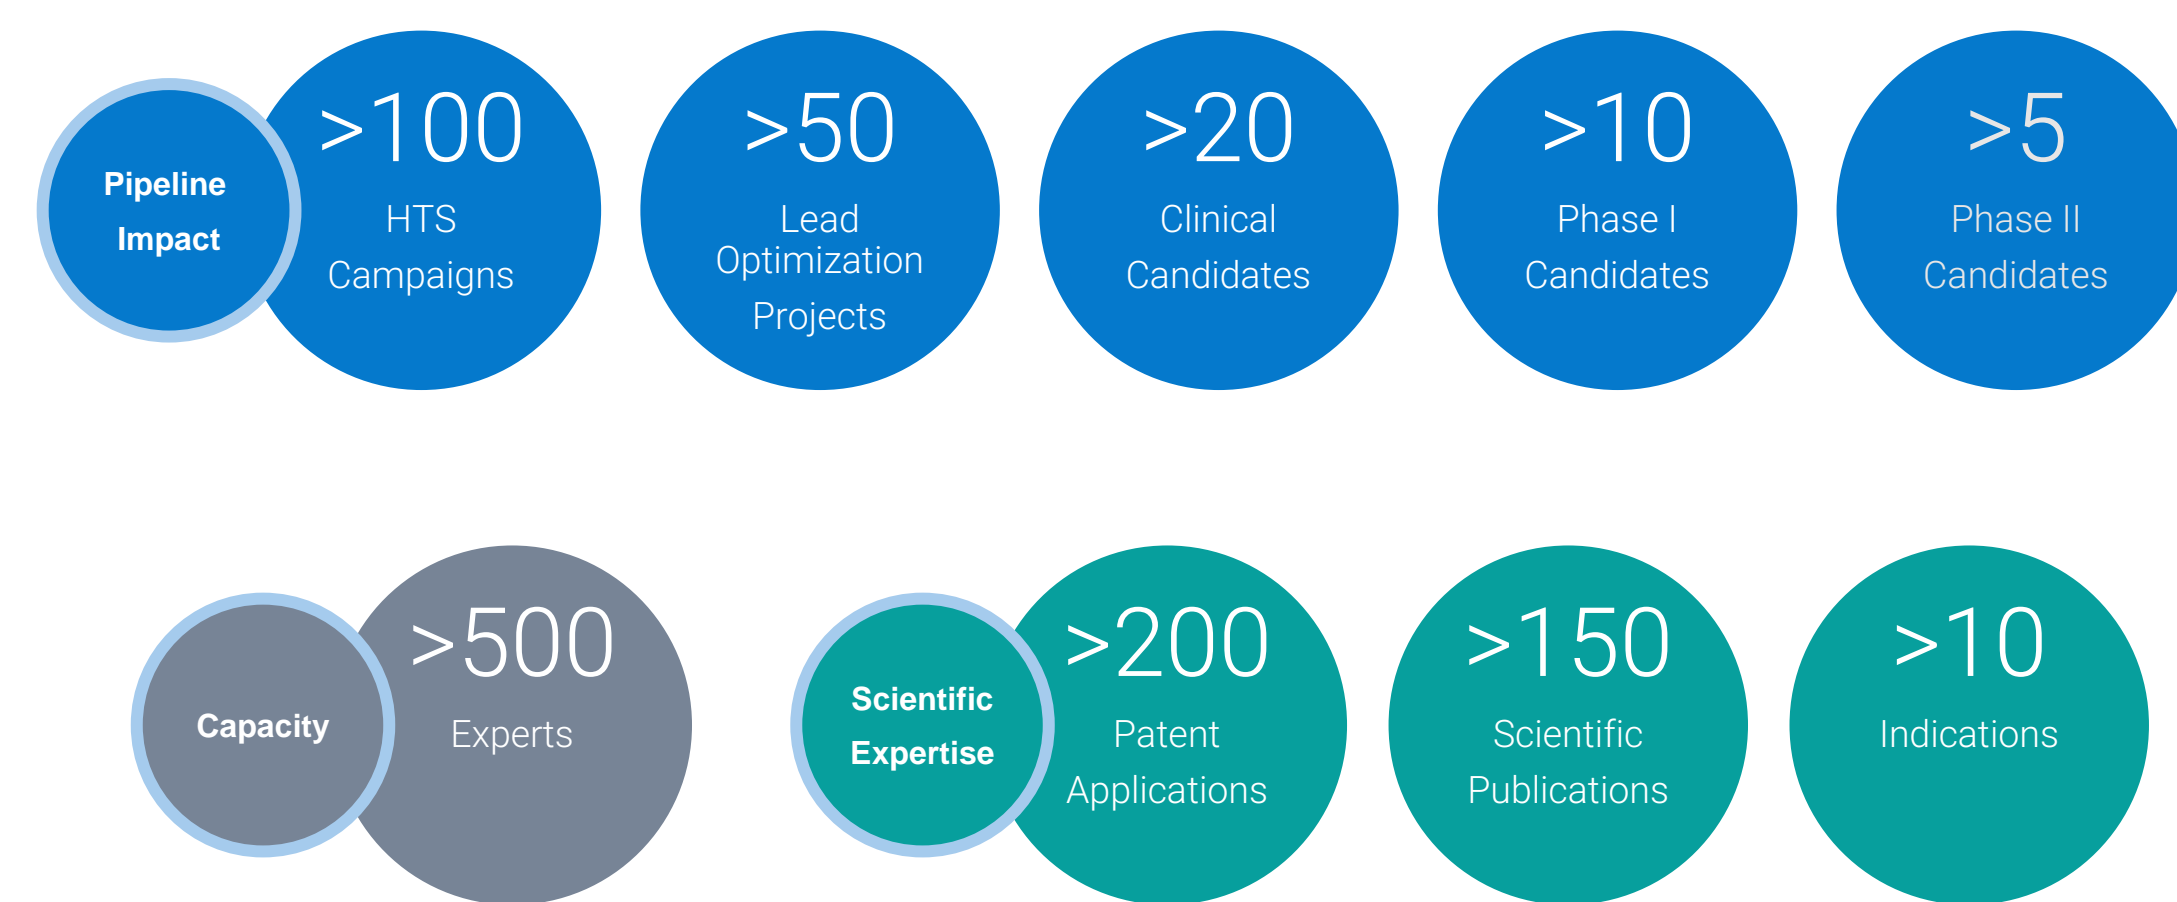 Pipeline
Impact
>100
HTS
Campaigns
>50
Lead
Optimization
Projects
>20
Clinical
Candidates
>10
Phase I
Candidates
>5
Phase II
Candidates
Capacity
>500
Experts
Scientific
Expertise
>200
Patent
Applications
>150
Scientific
Publications
>10
Indications